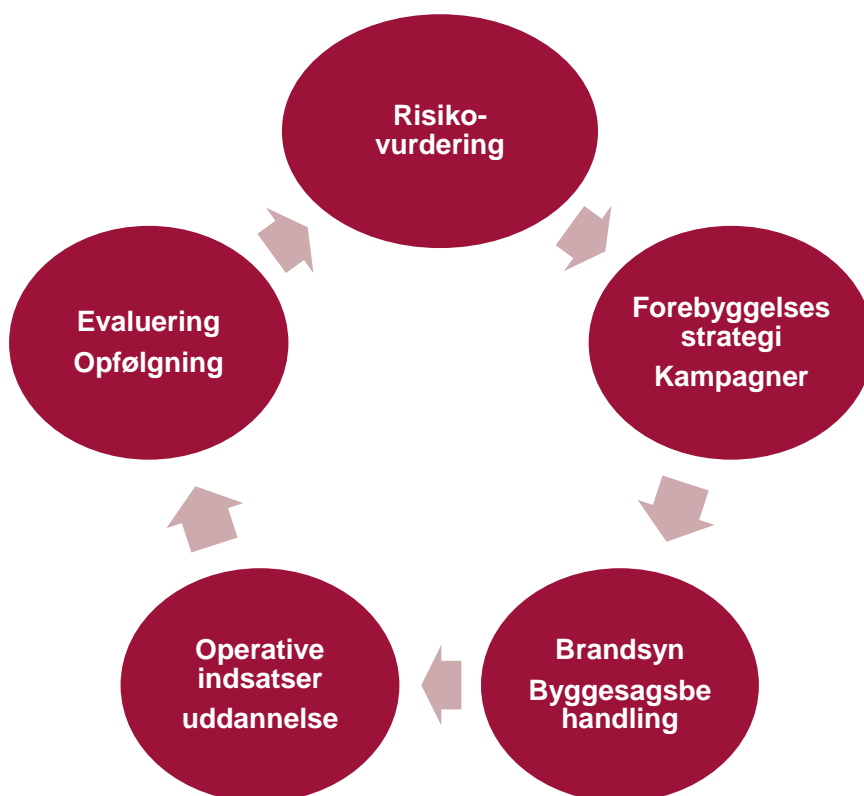 Risiko-
vurdering
Forebyggelses
strategi
Kampagner
Brandsyn
Byggesagsbe
handling
Operative
indsatser
uddannelse
Evaluering
Opfølgning